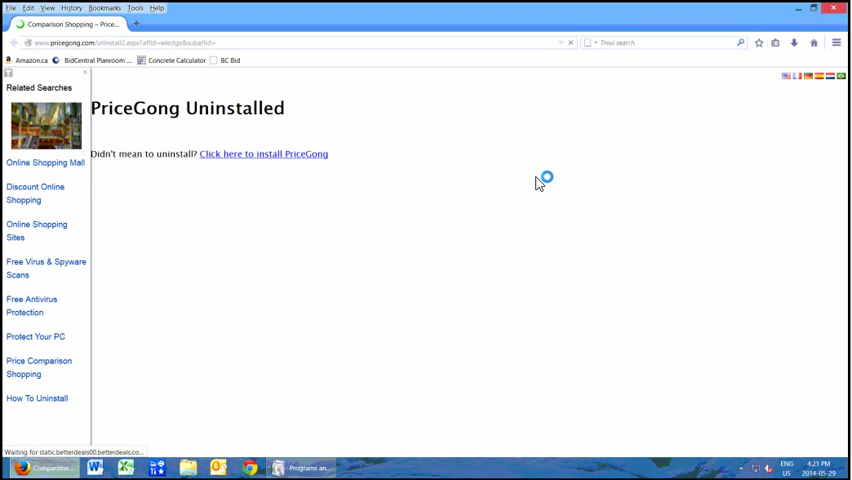 File Edit View History Bookmarks Tools Help
Comparison Shopping – Price...
www.pricegong.com/uninstall2.aspx?affid=wledge&subaffid=
Trovi search
Amazon.ca BidCentral Planroom ... Concrete Calculator BC Bid
Related Searches
Online Shopping Mall
Discount Online
Shopping
Online Shopping
Sites
Free Virus & Spyware
Scans
Free Antivirus
Protection
Protect Your PC
Price Comparison
Shopping
How To Uninstall
PriceGong Uninstalled
Didn't mean to uninstall? Click here to install PriceGong
Waiting for static.betterdeals00.betterdeals.co...
Comparison...
Programs an...
ENG
US
4:21 PM
2014-05-29